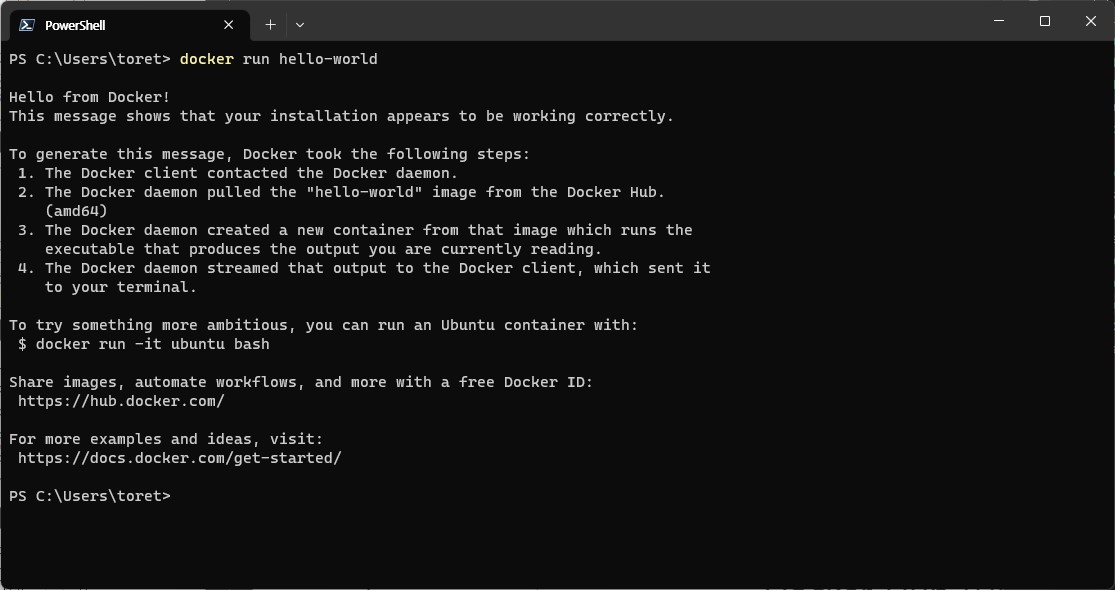 PowerShell
PS C:\Users\toret> docker run hello-world
Hello from Docker!
This message shows that your installation appears to be working correctly.
To generate this message, Docker took the following steps:
1. The Docker client contacted the Docker daemon.
2. The Docker daemon pulled the "hello-world" image from the Docker Hub.
(amd64)
3. The Docker daemon created a new container from that image which runs the
executable that produces the output you are currently reading.
4. The Docker daemon streamed that output to the Docker client, which sent it
to your terminal.
To try something more ambitious, you can run an Ubuntu container with:
$ docker run -it ubuntu bash
Share images, automate workflows, and more with a free Docker ID:
https://hub.docker.com/
For more examples and ideas, visit:
https://docs.docker.com/get-started/
PS C:\Users\toret>